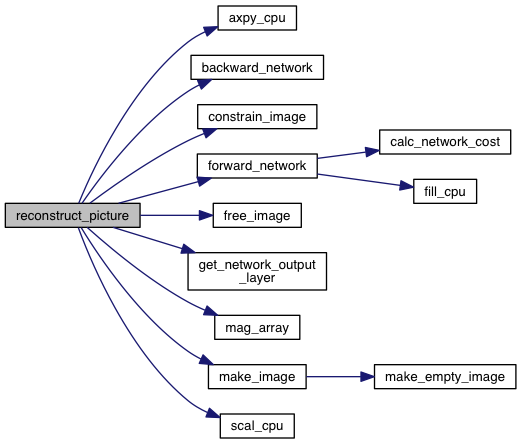 axpy_cpu
backward_network
constrain_image
calc_network_cost
forward_network
fill_cpu
reconstruct_picture
free_image
get_network_output
_layer
mag_array
make_image
make_empty_image
scal_cpu